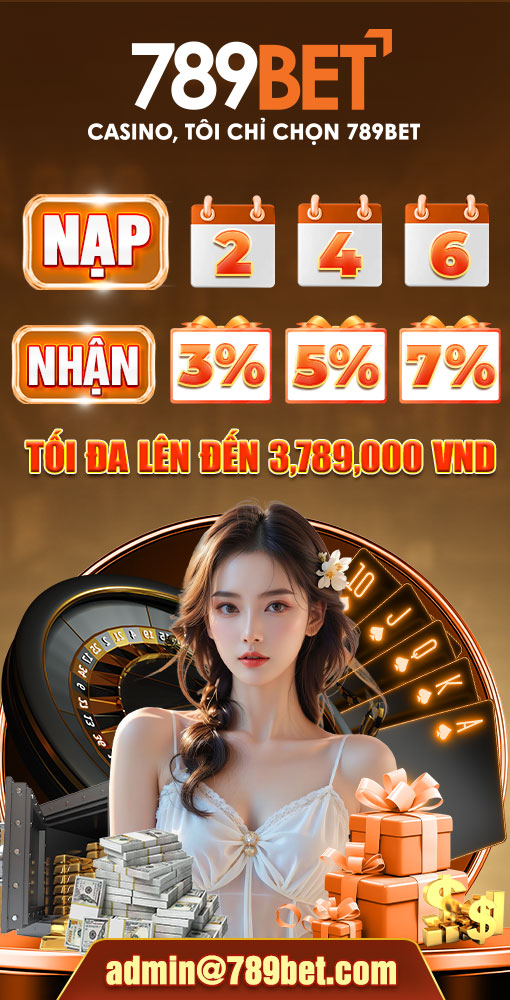 789BET
CASINO, TÔI CHỈ CHỌN 789BET
NẠP 2 4 6
NHẬN 3% 5% 7%
TỐI ĐA LÊN ĐẾN 3,789,000 VND
10
J
Q
K
A
admin@789bet.com